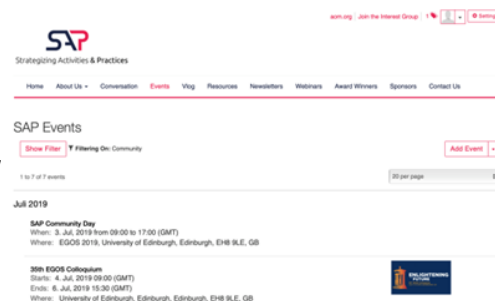 aom.org Join the Interest Group 1
SAP
Strategizing Activities & Practices
Home About Us Conversation Events Vlog Resources Newsletters Webinars Award Winners Sponsors Contact Us
SAP Events
Show Filter Filtering On: Community Add Event
1 to 7 of 7 events 20 per page
Juli 2019
SAP Community Day
When: 3. Jul, 2019 from 09:00 to 17:00 (GMT)
Where: EGOS 2019, University of Edinburgh, Edinburgh, EH8 9LE, GB
35th EGOS Colloquium
Starts: 4. Jul, 2019 09:00 (GMT)
Ends: 6. Jul, 2019 15:30 (GMT)
Where: University of Edinburgh, Edinburgh, Edinburgh, EH8 9LE, GB
ENLIGHTENING
FUTURE